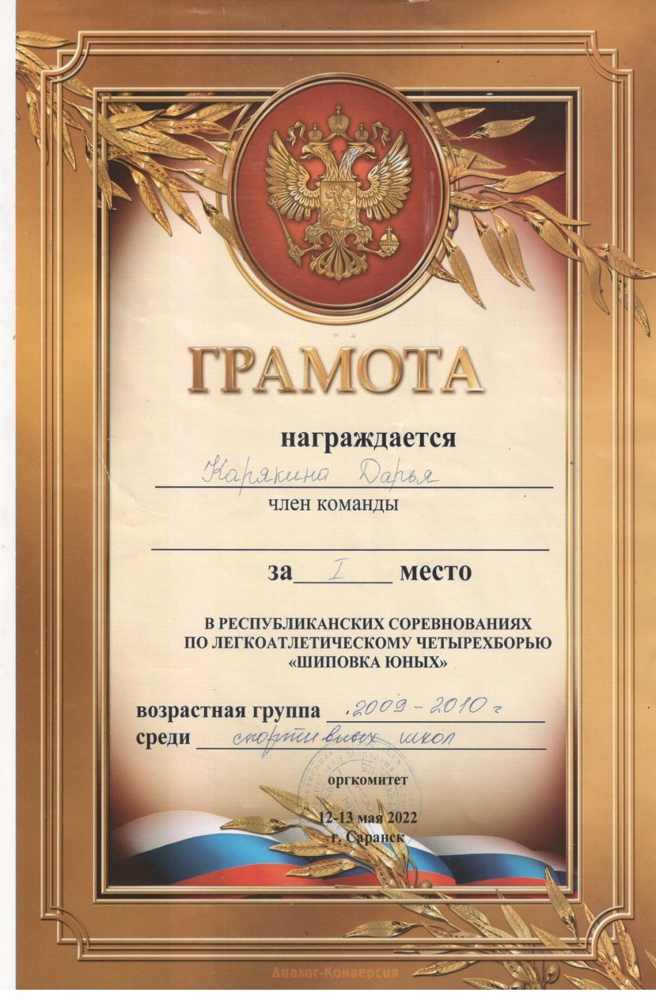 ГРАМОТА
награждается
Карякина Дарья
член команды
за I место
В РЕСПУБЛИКАНСКИХ СОРЕВНОВАНИЯХ
ПО ЛЕГКОАТЛЕТИЧЕСКОМУ ЧЕТЫРЕХБОРЬЮ
«ШИПОВКА ЮНЫХ»
возрастная группа 2009-2010 г
среди спортивных школ
оргкомитет
12-13 мая 2022
г. Саранск
Диалог-Конверсия